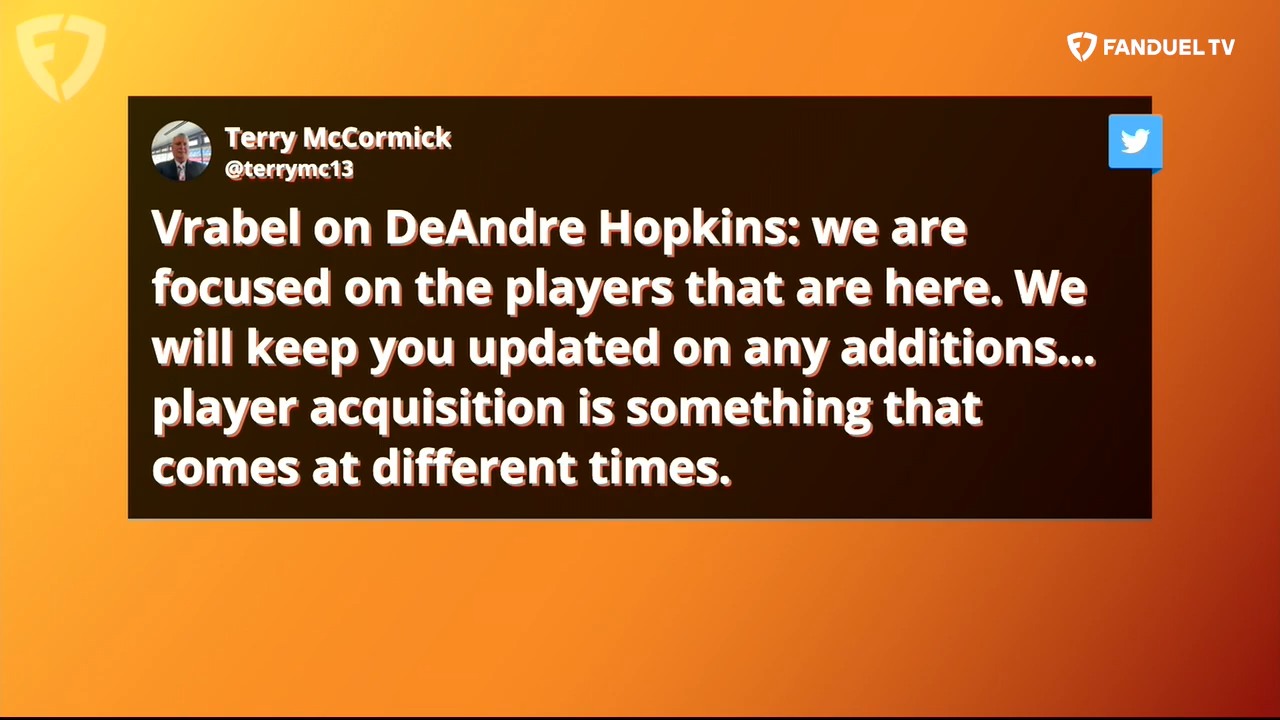 FANDUEL TV
Terry McCormick
@terrymc13
Vrabel on DeAndre Hopkins: we are
focused on the players that are here. We
will keep you updated on any additions...
player acquisition is something that
comes at different times.